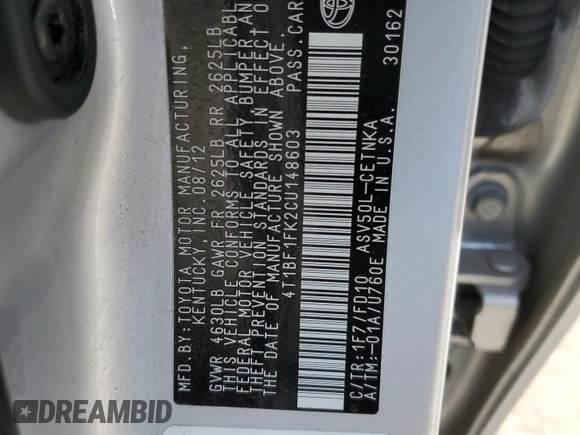 MFD.BY:TOYOTA MOTOR MANUFACTURING,
KENTUCKY, INC. 08/12
GVWR 4630LB GAWR FR 2625LB RR 2625LB
THIS VEHICLE CONFORMS TO ALL APPLICABL
FEDERAL MOTOR VEHICLE SAFETY BUMPER AN
THEFT PREVENTION STANDARDS IN EFFECT O
THE DATE OF MANUFACTURE SHOWN ABOVE.
4T1BF1FK2CU148603 PASS.CAR
C/TR:1F7/FD10 ASV50L-CETNKA
A/TM:-01A/U760E MADE IN U.S.A.
30162
DREAMBID